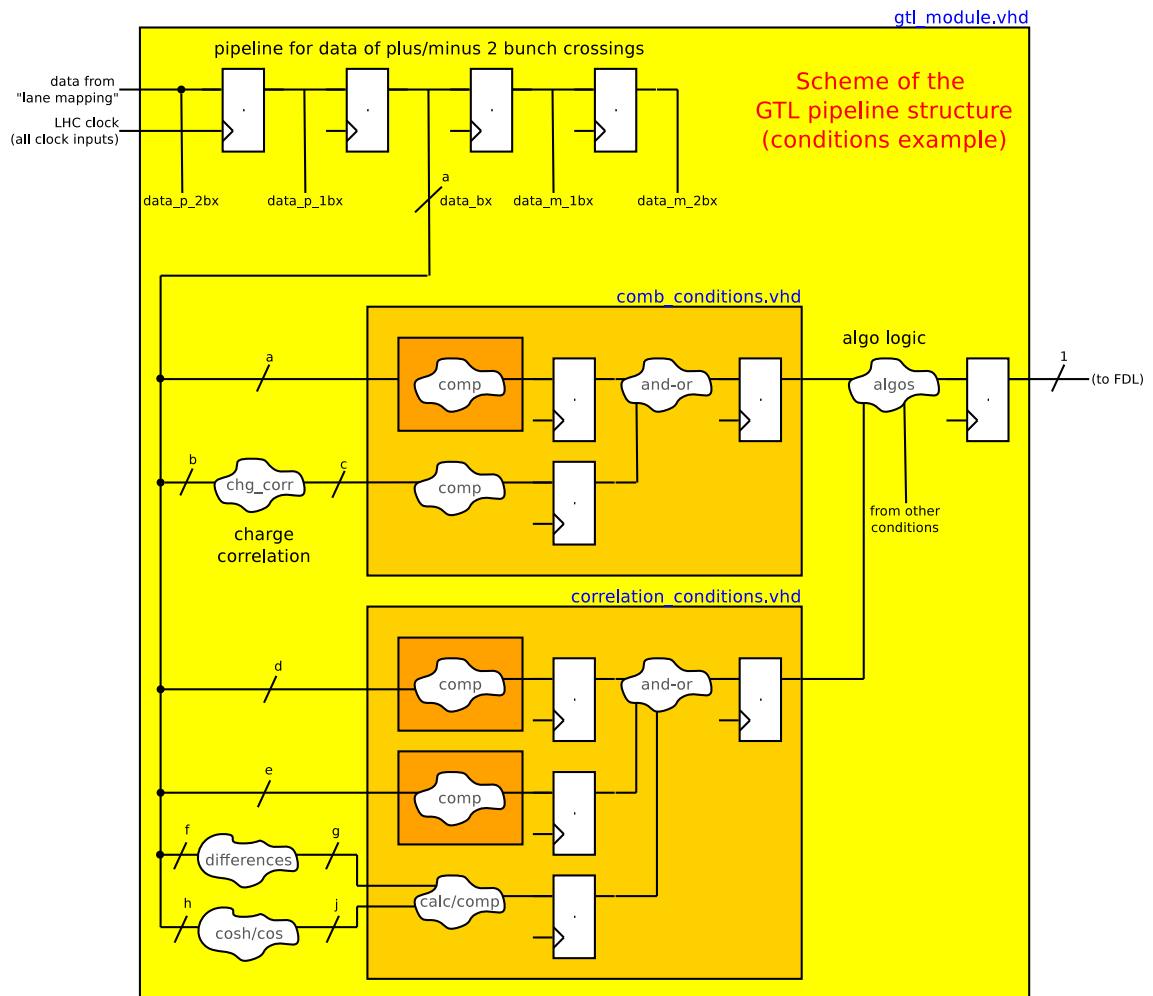 gtl_module.vhd
pipeline for data of plus/minus 2 bunch crossings
data from
"lane mapping"
LHC clock
(all clock inputs)
Scheme of the
GTL pipeline structure
(conditions example)
a
data_p_2bx
data_p_1bx
data_bx
data_m_1bx
data_m_2bx
comb_conditions.vhd
algo logic
a
comp
and-or
algos
1
(to FDL)
b
chg_corr
c
comp
charge
correlation
from other
conditions
correlation_conditions.vhd
d
comp
and-or
e
comp
f
differences
g
calc/comp
h
cosh/cos
j